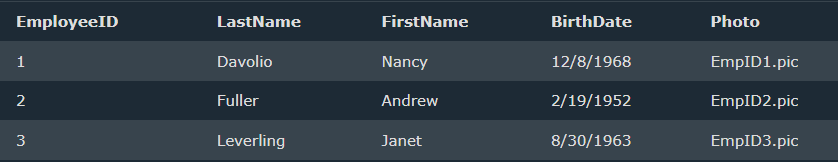 EmployeeID LastName FirstName BirthDate Photo
1 Davolio Nancy 12/8/1968 EmpID1.pic
2 Fuller Andrew 2/19/1952 EmpID2.pic
3 Leverling Janet 8/30/1963 EmpID3.pic